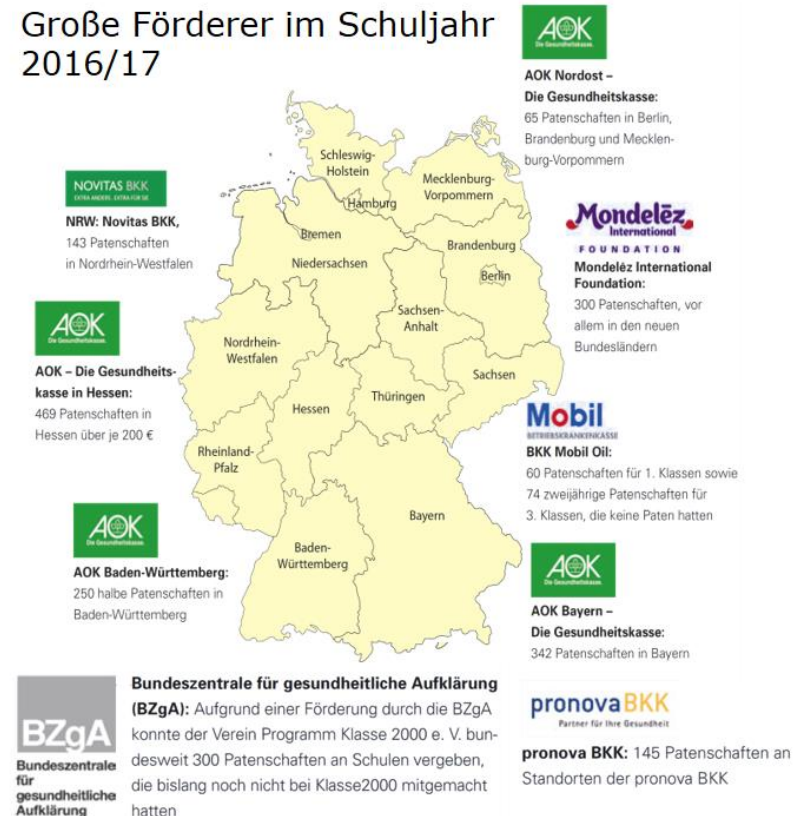 Große Förderer im Schuljahr
2016/17
AOK
Die Gesundheitskasse.
AOK Nordost –
Die Gesundheitskasse:
65 Patenschaften in Berlin,
Brandenburg und Mecklen-
burg-Vorpommern
NOVITAS BKK
EXTRA ANDERS. EXTRA FÜR SIE
NRW: Novitas BKK,
143 Patenschaften
in Nordrhein-Westfalen
Mondelēz
International
FOUNDATION
Mondelēz International
Foundation:
300 Patenschaften, vor
allem in den neuen
Bundesländern
AOK
Die Gesundheitskasse.
AOK – Die Gesundheits-
kasse in Hessen:
469 Patenschaften in
Hessen über je 200 €
Mobil
BETRIEBSKRANKENKASSE
BKK Mobil Oil:
60 Patenschaften für 1. Klassen sowie
74 zweijährige Patenschaften für
3. Klassen, die keine Paten hatten
AOK
Die Gesundheitskasse.
AOK Baden-Württemberg:
250 halbe Patenschaften in
Baden-Württemberg
AOK
Die Gesundheitskasse.
AOK Bayern –
Die Gesundheitskasse:
342 Patenschaften in Bayern
Schleswig-
Holstein
Mecklenburg-
Vorpommern
Hamburg
Bremen
Niedersachsen
Brandenburg
Berlin
Sachsen-
Anhalt
Nordrhein-
Westfalen
Sachsen
Thüringen
Hessen
Rheinland-
Pfalz
Bayern
Baden-
Württemberg
BZgA
Bundeszentrale
für
gesundheitliche
Aufklärung
Bundeszentrale für gesundheitliche Aufklärung
(BZgA): Aufgrund einer Förderung durch die BZgA
konnte der Verein Programm Klasse 2000 e. V. bun-
desweit 300 Patenschaften an Schulen vergeben,
die bislang noch nicht bei Klasse2000 mitgemacht
hatten
pronovaBKK
Partner für Ihre Gesundheit
pronova BKK: 145 Patenschaften an
Standorten der pronova BKK